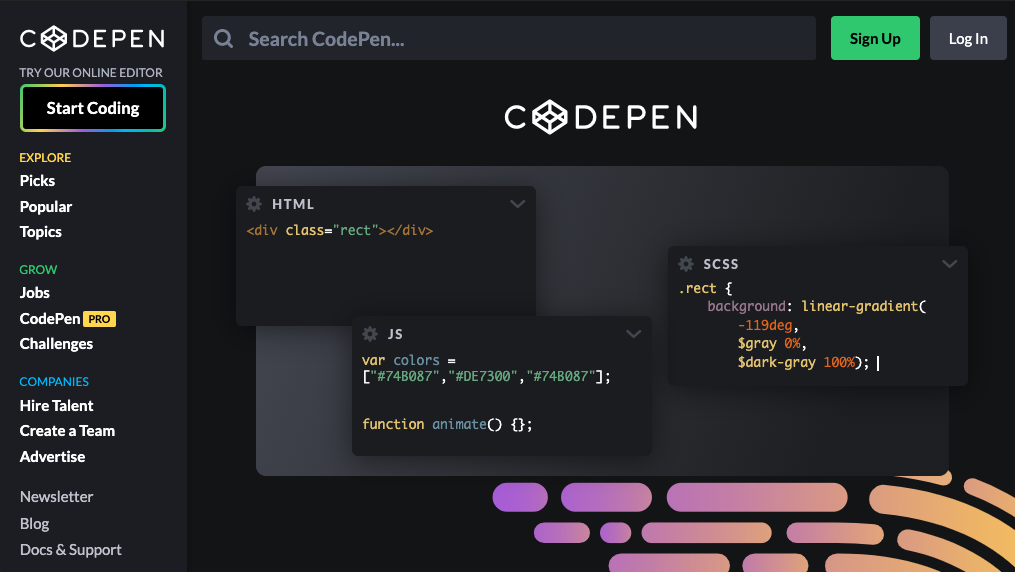 CODEPEN
TRY OUR ONLINE EDITOR
Start Coding
EXPLORE
Picks
Popular
Topics
GROW
Jobs
CodePen PRO
Challenges
COMPANIES
Hire Talent
Create a Team
Advertise
Newsletter
Blog
Docs & Support
Search CodePen...
Sign Up
Log In
CODEPEN
HTML
<div class="rect"></div>
SCSS
.rect {
background: linear-gradient(
-119deg,
$gray 0%,
$dark-gray 100%);
JS
var colors =
["#74B087","#DE7300","#74B087"];
function animate() {};